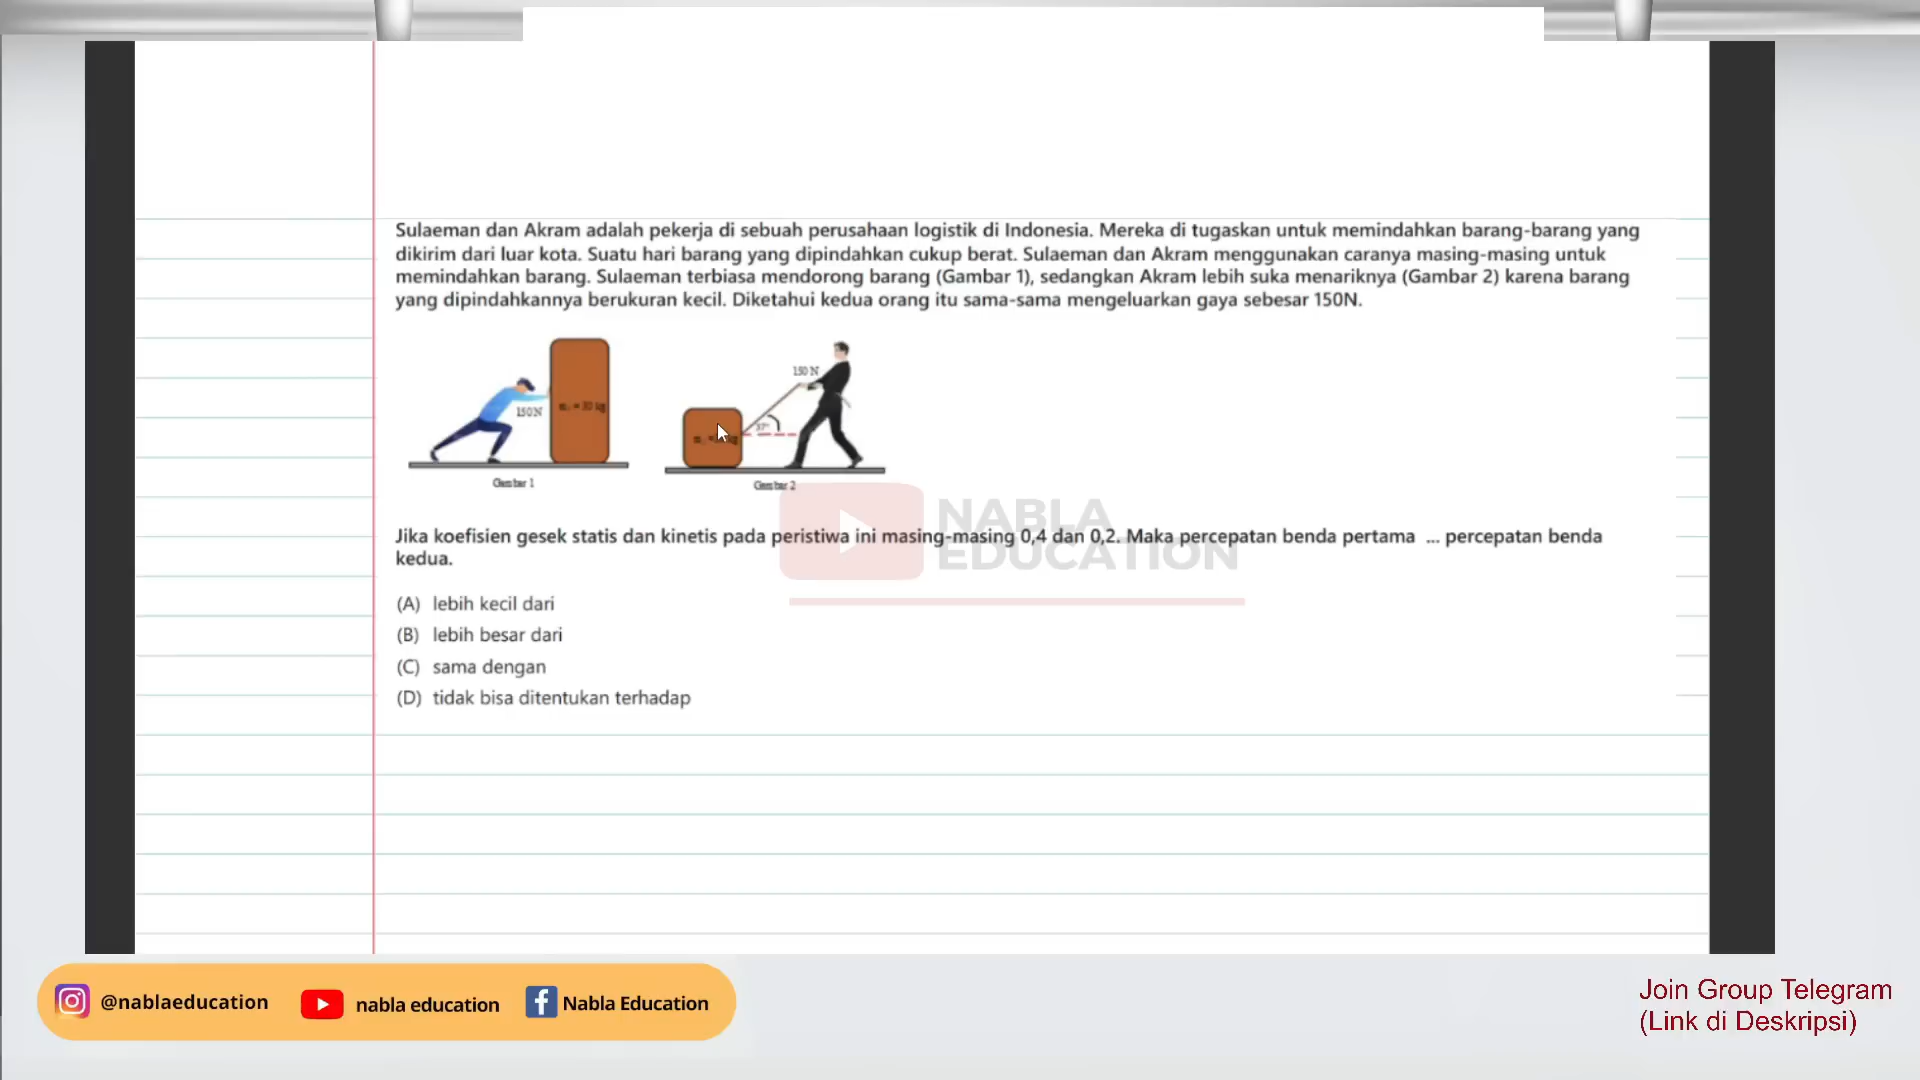 Sulaeman dan Akram adalah pekerja di sebuah perusahaan logistik di Indonesia. Mereka di tugaskan untuk memindahkan barang-barang yang
dikirim dari luar kota. Suatu hari barang yang dipindahkan cukup berat. Sulaeman dan Akram menggunakan caranya masing-masing untuk
memindahkan barang. Sulaeman terbiasa mendorong barang (Gambar 1), sedangkan Akram lebih suka menariknya (Gambar 2) karena barang
yang dipindahkannya berukuran kecil. Diketahui kedua orang itu sama-sama mengeluarkan gaya sebesar 150N.
150 N
150N
37°
Gambar 1
Gambar 2
NABLA
EDUCATION
Jika koefisien gesek statis dan kinetis pada peristiwa ini masing-masing 0,4 dan 0,2. Maka percepatan benda pertama ... percepatan benda
kedua.
(A) lebih kecil dari
(B) lebih besar dari
(C) sama dengan
(D) tidak bisa ditentukan terhadap
@nablaeducation
nabla education
Nabla Education
Join Group Telegram
(Link di Deskripsi)